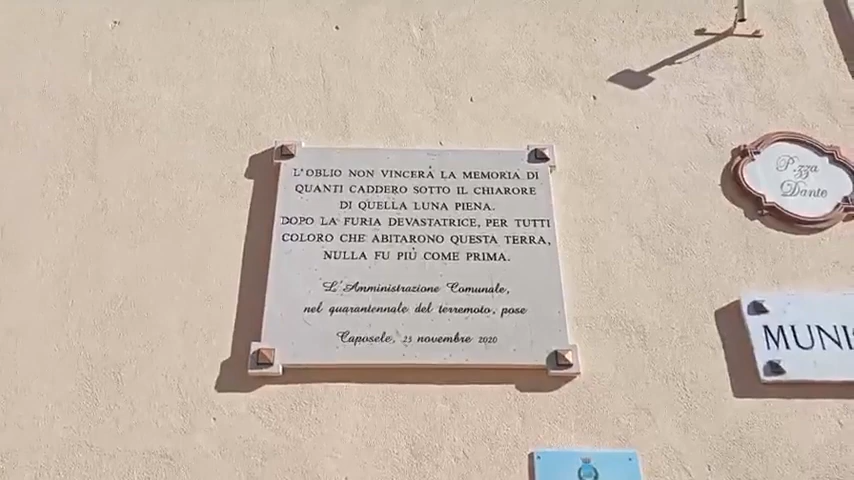 L'OBLIO NON VINCERÀ LA MEMORIA DI
QUANTI CADDERO SOTTO IL CHIARORE
DI QUELLA LUNA PIENA.
DOPO LA FURIA DEVASTATRICE, PER TUTTI
COLORO CHE ABITARONO QUESTA TERRA,
NULLA FU PIÙ COME PRIMA.
L'Amministrazione Comunale,
nel quarantennale del terremoto, pose
Caposele, 23 novembre 2020
P.zza
Dante
MUNI